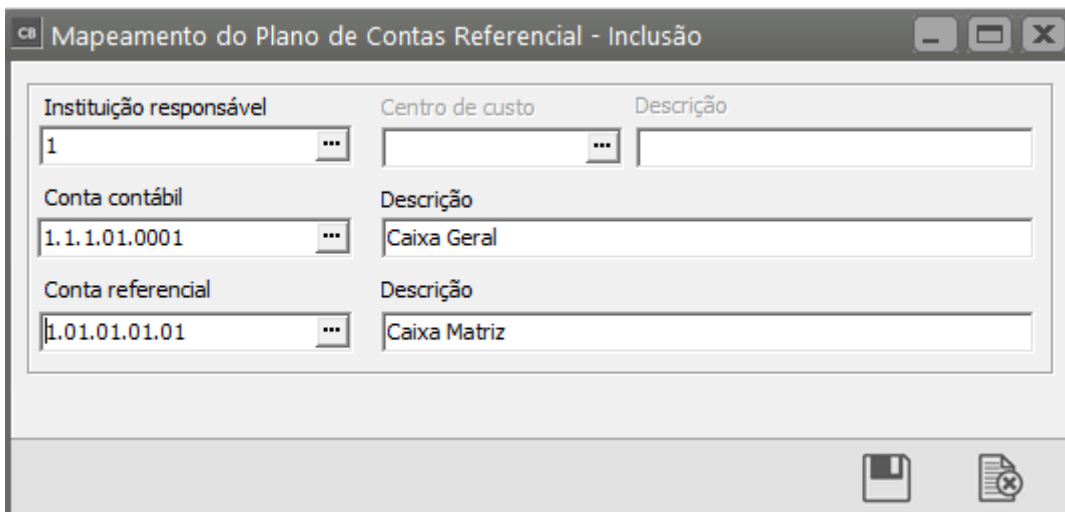 CB Mapeamento do Plano de Contas Referencial - Inclusão
Instituição responsável Centro de custo Descrição
1
Conta contábil Descrição
1.1.1.01.0001 Caixa Geral
Conta referencial Descrição
1.01.01.01.01 Caixa Matriz